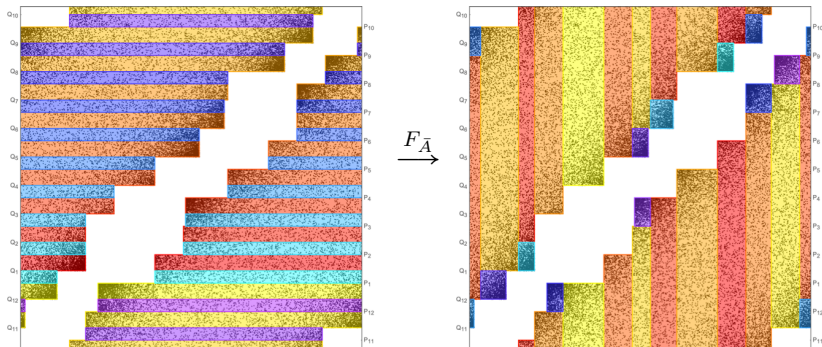 Q₁₀
Q₉
Q₈
Q₇
Q₆
Q₅
Q₄
Q₃
Q₂
Q₁
Q₁₂
Q₁₁
P₁₀
P₉
P₈
P₇
P₆
P₅
P₄
P₃
P₂
P₁
P₁₂
P₁₁
F_Ā
Q₁₀
Q₉
Q₈
Q₇
Q₆
Q₅
Q₄
Q₃
Q₂
Q₁
Q₁₂
Q₁₁
P₁₀
P₉
P₈
P₇
P₆
P₅
P₄
P₃
P₂
P₁
P₁₂
P₁₁